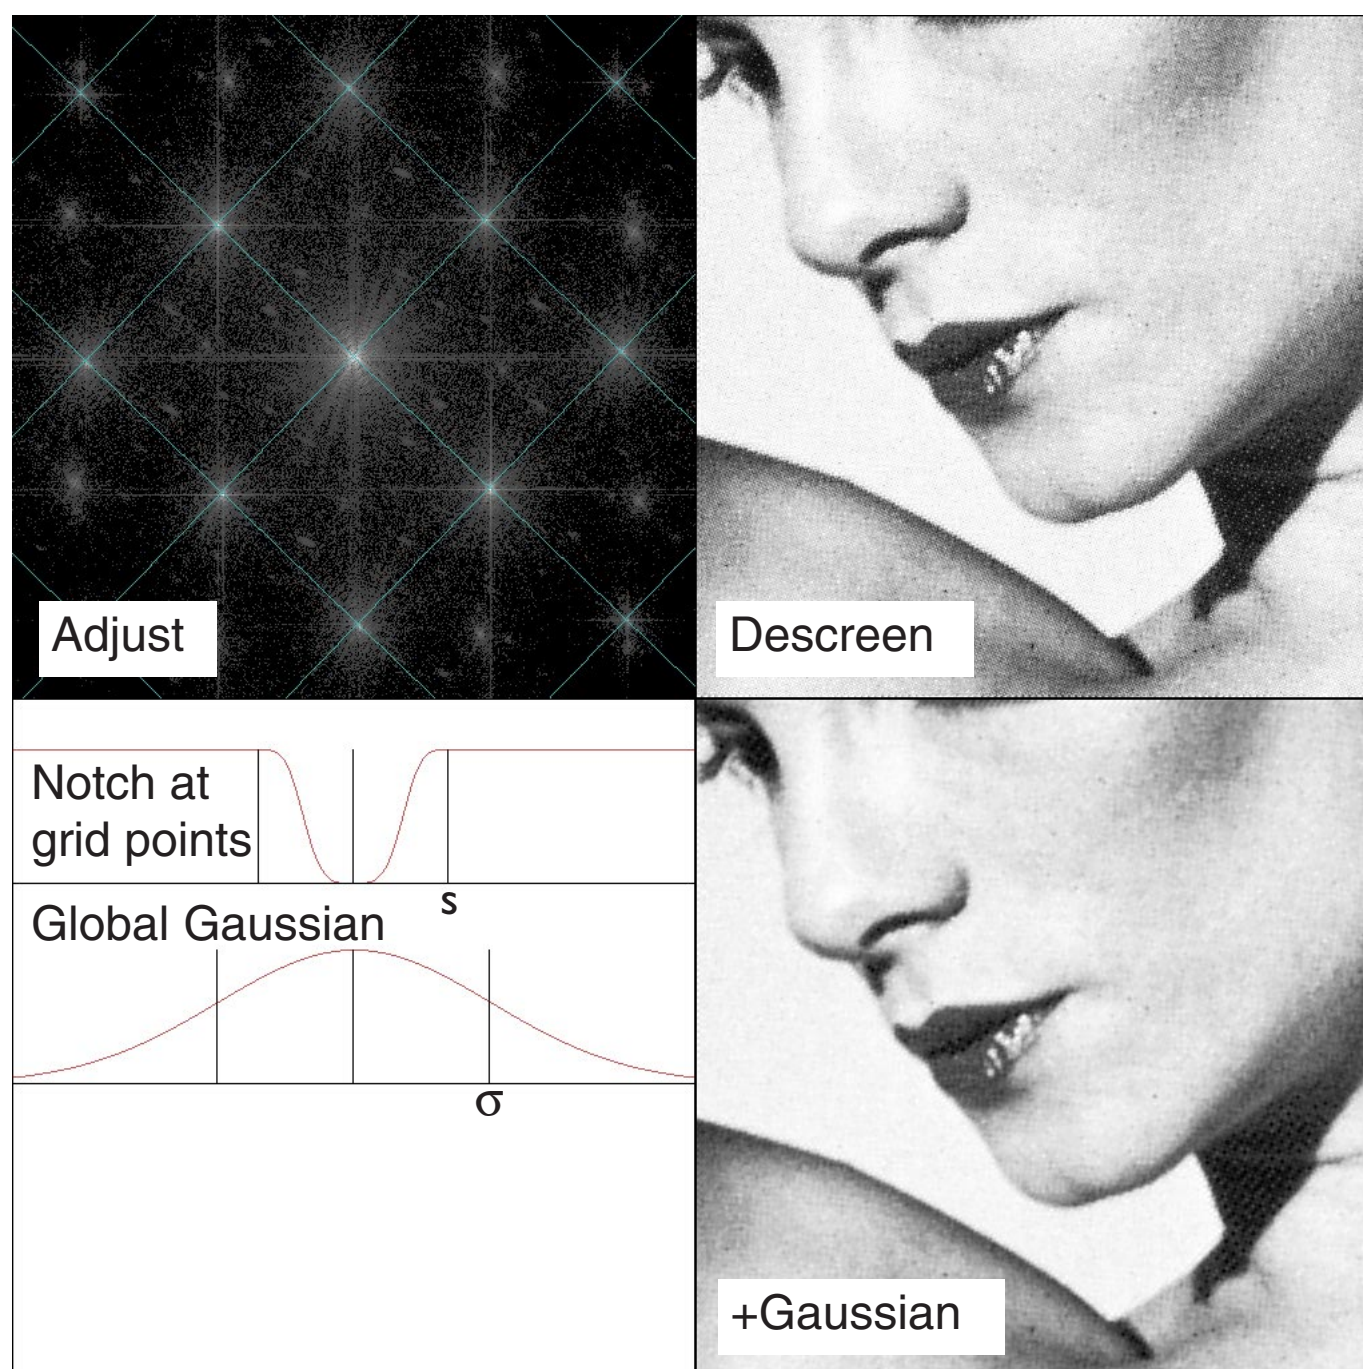 Adjust
Descreen
Notch at
grid points
s
Global Gaussian
σ
+Gaussian